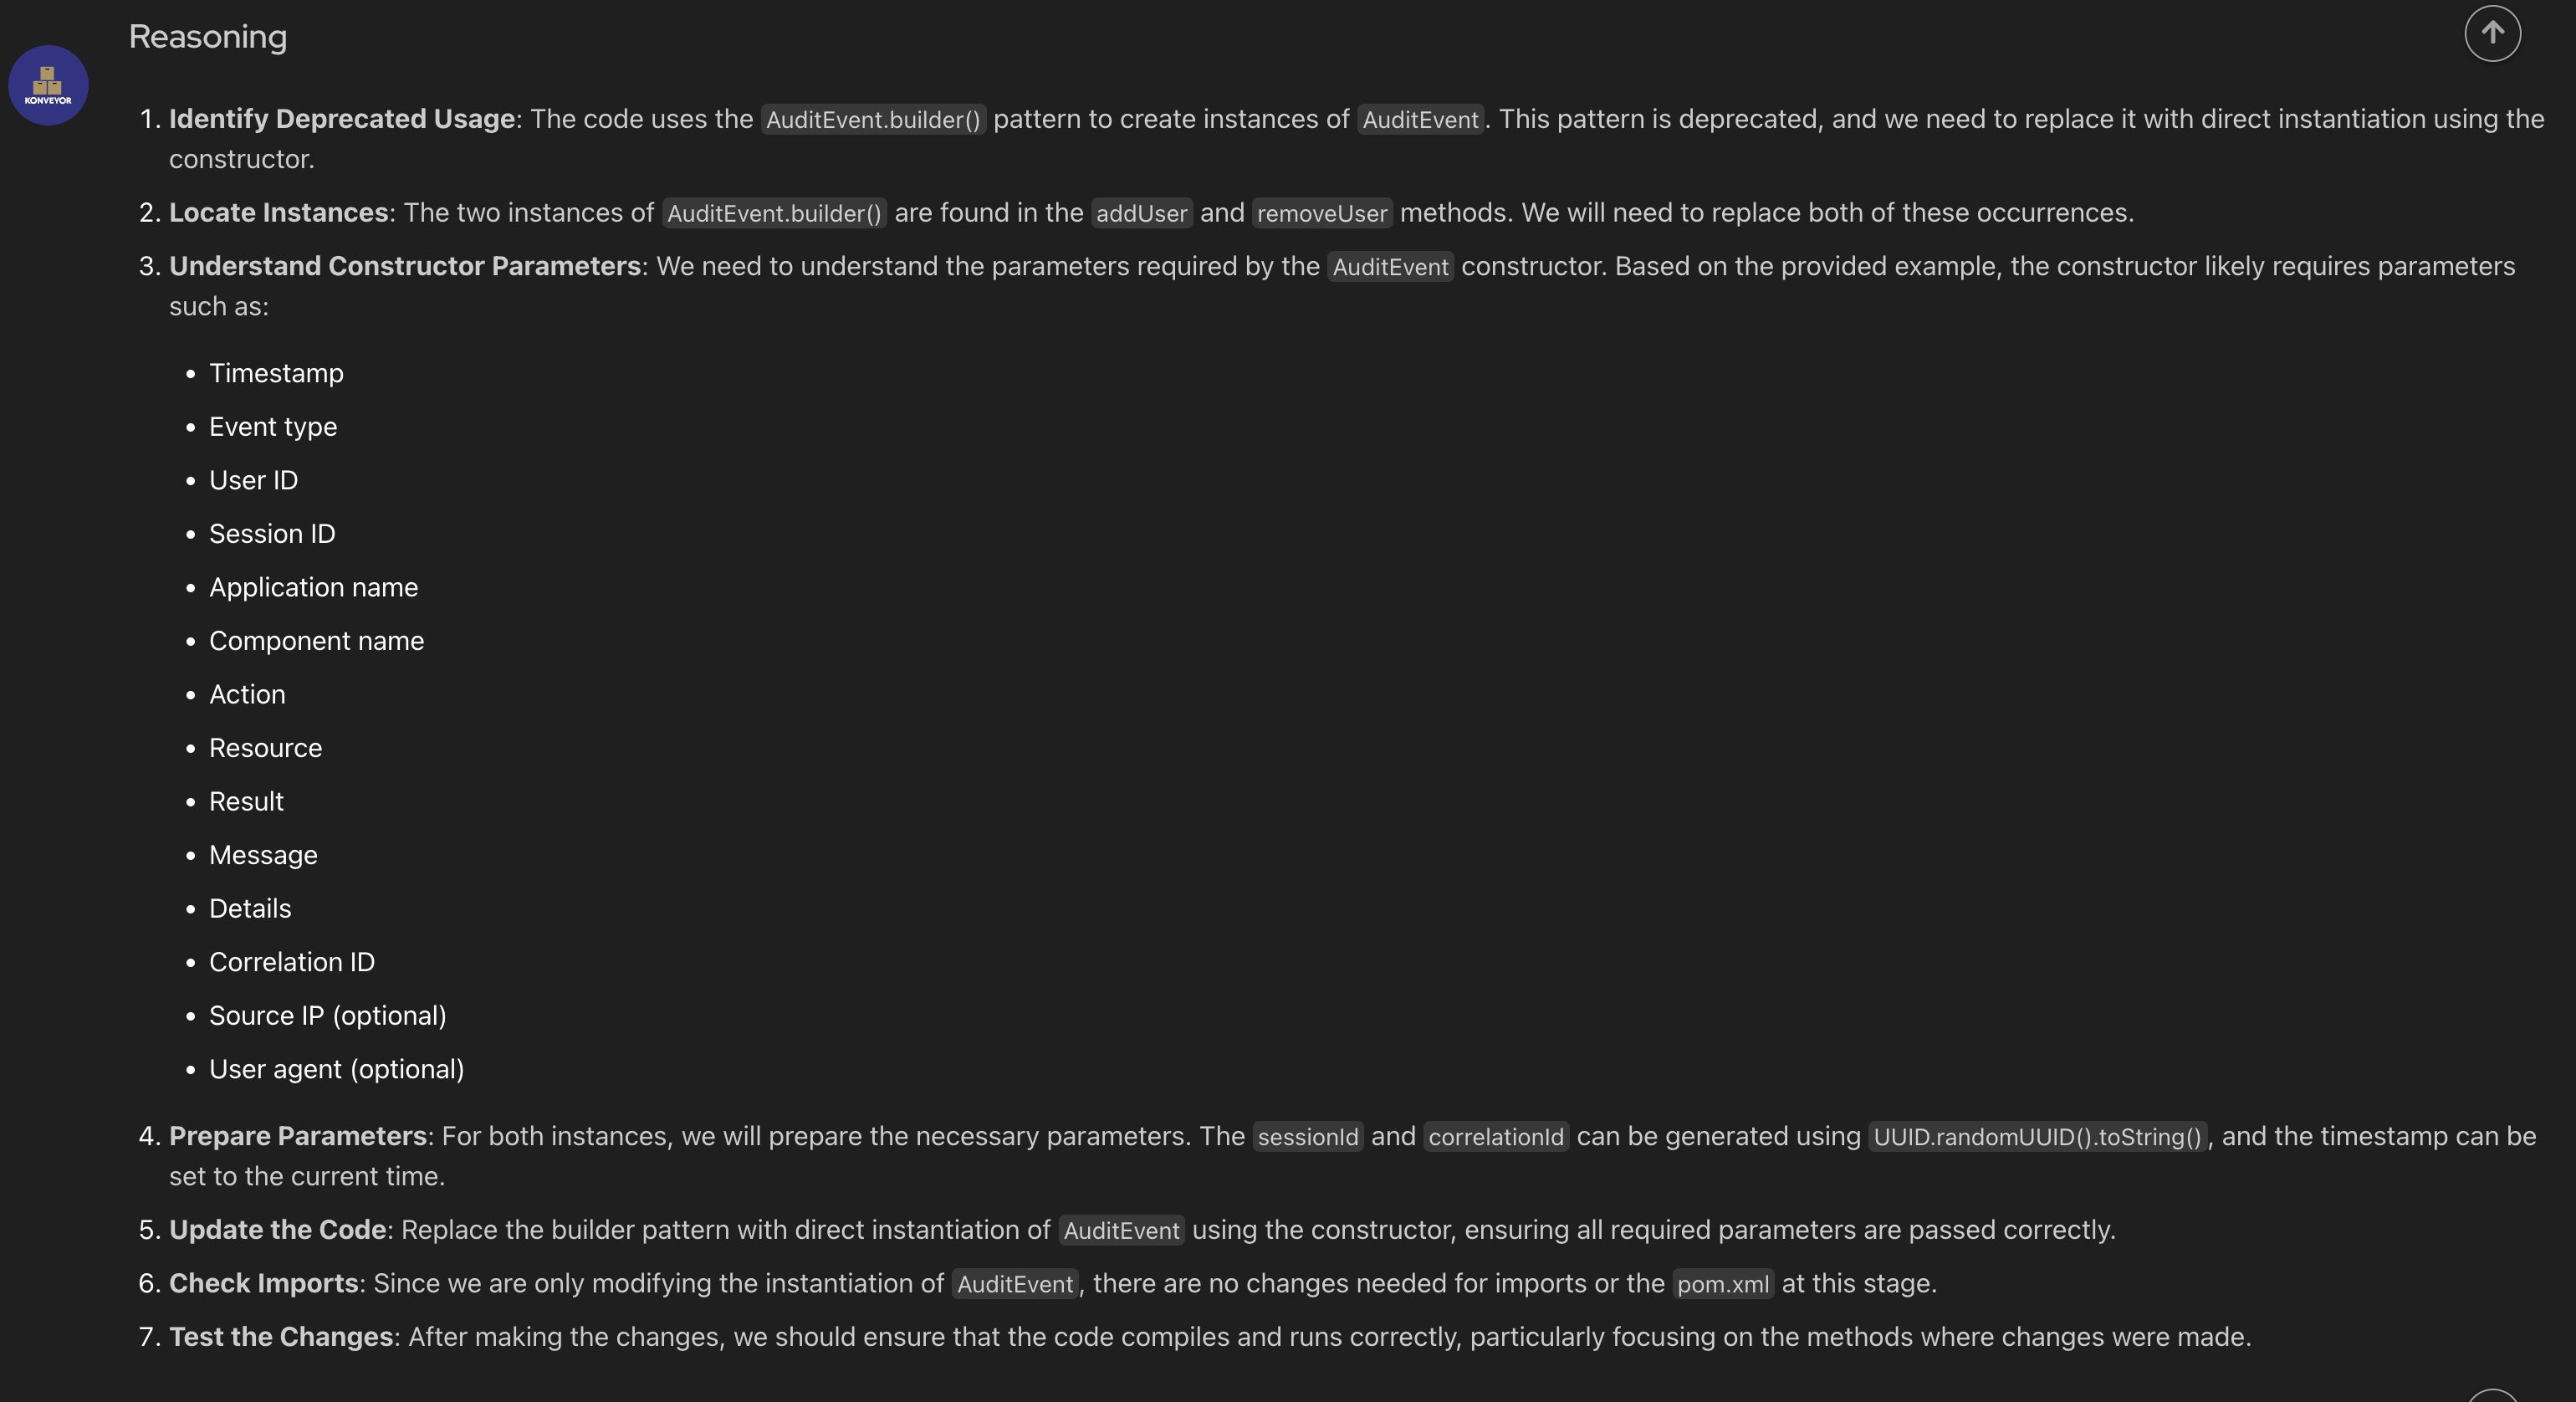 Reasoning
KONVEYOR
1. Identify Deprecated Usage: The code uses the AuditEvent.builder() pattern to create instances of AuditEvent. This pattern is deprecated, and we need to replace it with direct instantiation using the
constructor.
2. Locate Instances: The two instances of AuditEvent.builder() are found in the addUser and removeUser methods. We will need to replace both of these occurrences.
3. Understand Constructor Parameters: We need to understand the parameters required by the AuditEvent constructor. Based on the provided example, the constructor likely requires parameters
such as:
• Timestamp
• Event type
• User ID
• Session ID
• Application name
• Component name
• Action
• Resource
• Result
• Message
• Details
• Correlation ID
• Source IP (optional)
• User agent (optional)
4. Prepare Parameters: For both instances, we will prepare the necessary parameters. The sessionId and correlationId can be generated using UUID.randomUUID().toString(), and the timestamp can be
set to the current time.
5. Update the Code: Replace the builder pattern with direct instantiation of AuditEvent using the constructor, ensuring all required parameters are passed correctly.
6. Check Imports: Since we are only modifying the instantiation of AuditEvent, there are no changes needed for imports or the pom.xml at this stage.
7. Test the Changes: After making the changes, we should ensure that the code compiles and runs correctly, particularly focusing on the methods where changes were made.